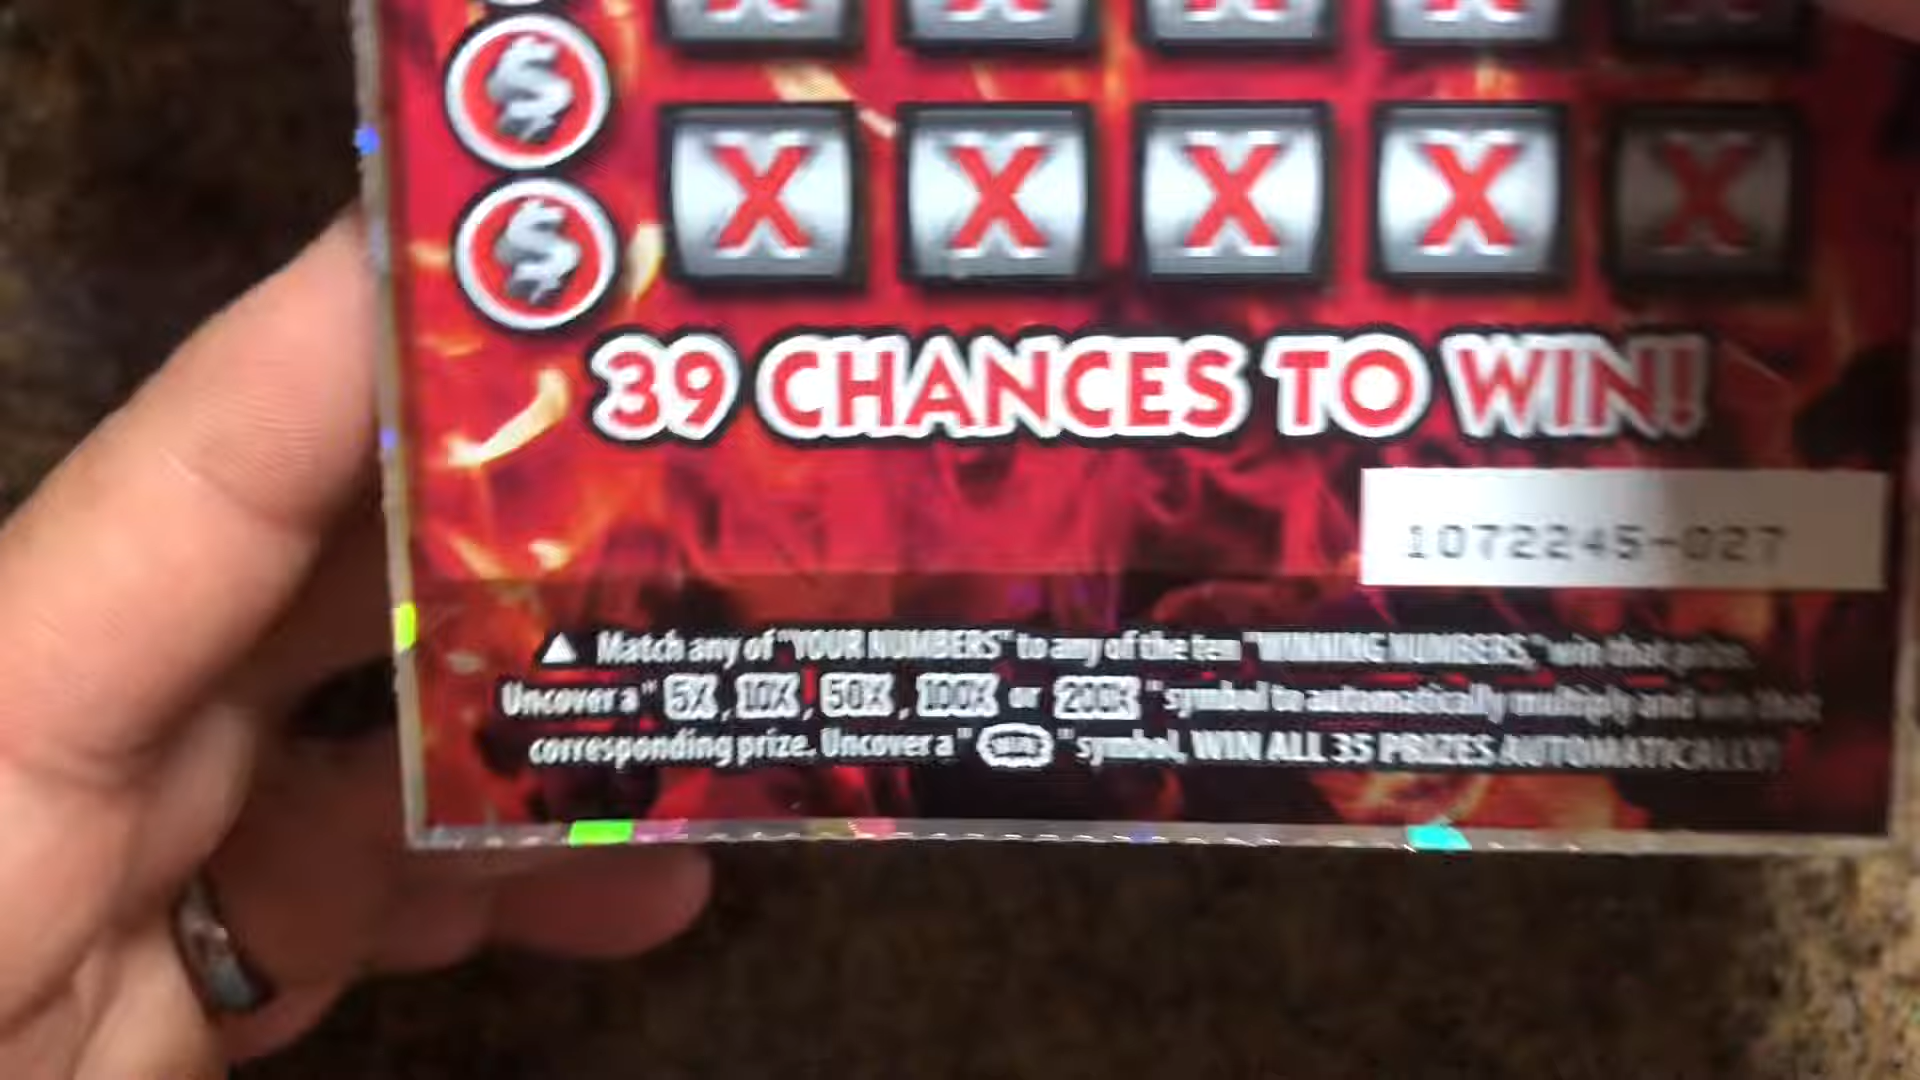 X X X X X
$
X X X X X
$
39 CHANCES TO WIN!
1072245-027
▲ Match any of "YOUR NUMBERS" to any of the ten "WINNING NUMBERS," win that prize.
Uncover a " 5X , 10X , 50X , 100X or 200X " symbol to automatically multiply and win that
corresponding prize. Uncover a " " symbol, WIN ALL 35 PRIZES AUTOMATICALLY!